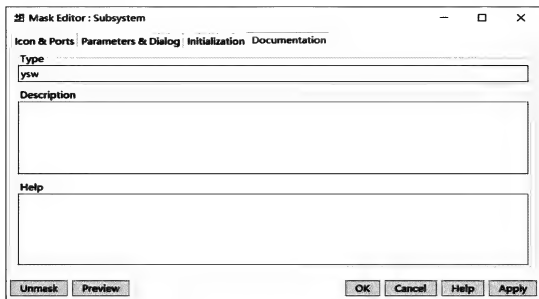 Mask Editor : Subsystem
Icon & Ports Parameters & Dialog Initialization Documentation
Type
ysw
Description
Help
Unmask Preview OK Cancel Help Apply